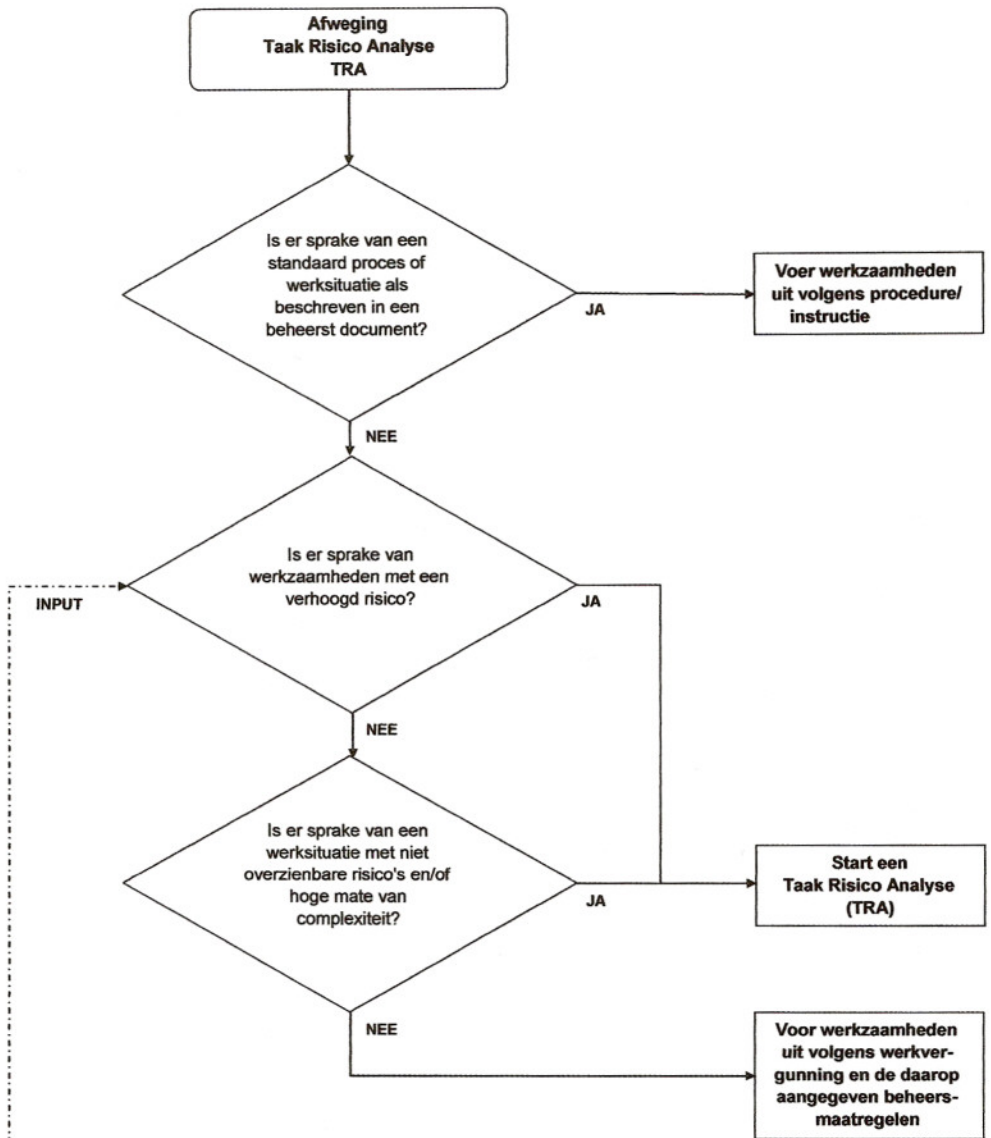 Afweging
Taak Risico Analyse
TRA
Is er sprake van een
standaard proces of
werksituatie als
beschreven in een
beheerst document?
JA
Voer werkzaamheden
uit volgens procedure/
instructie
NEE
Is er sprake van
werkzaamheden met een
verhoogd risico?
INPUT
JA
NEE
Is er sprake van een
werksituatie met niet
overzienbare risico's en/of
hoge mate van
complexiteit?
JA
Start een
Taak Risico Analyse
(TRA)
NEE
Voor werkzaamheden
uit volgens werkver-
gunning en de daarop
aangegeven beheers-
maatregelen